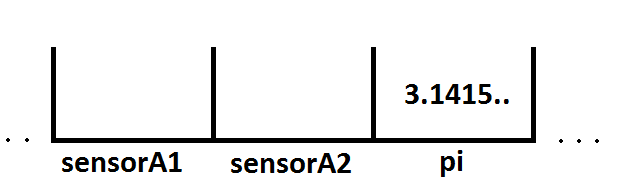 3.1415..
. . sensorA1 sensorA2 pi . . .